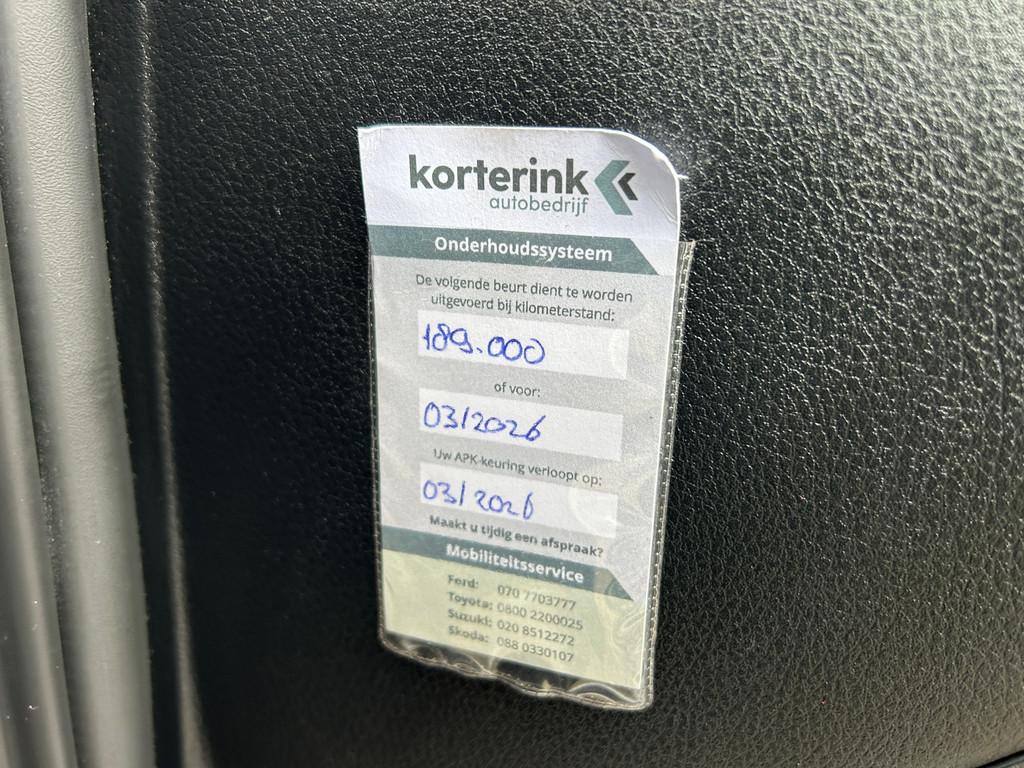 korterink
autobedrijf
Onderhoudssysteem
De volgende beurt dient te worden
uitgevoerd bij kilometerstand:
189.000
of voor:
03/2026
Uw APK-keuring verloopt op:
03/2026
Maakt u tijdig een afspraak?
Mobiliteitsservice
Ford: 070 7703777
Toyota: 0800 2200025
Suzuki: 020 8512272
Skoda: 088 0330107